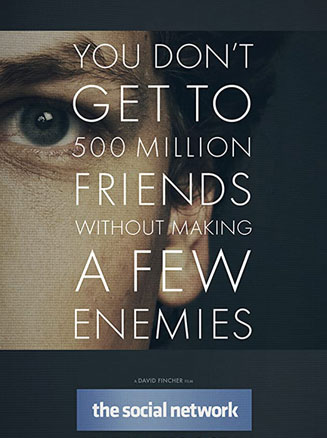 YOU DON'T
GET TO
500 MILLION
FRIENDS
WITHOUT MAKING
A FEW
ENEMIES
A DAVID FINCHER FILM
the social network